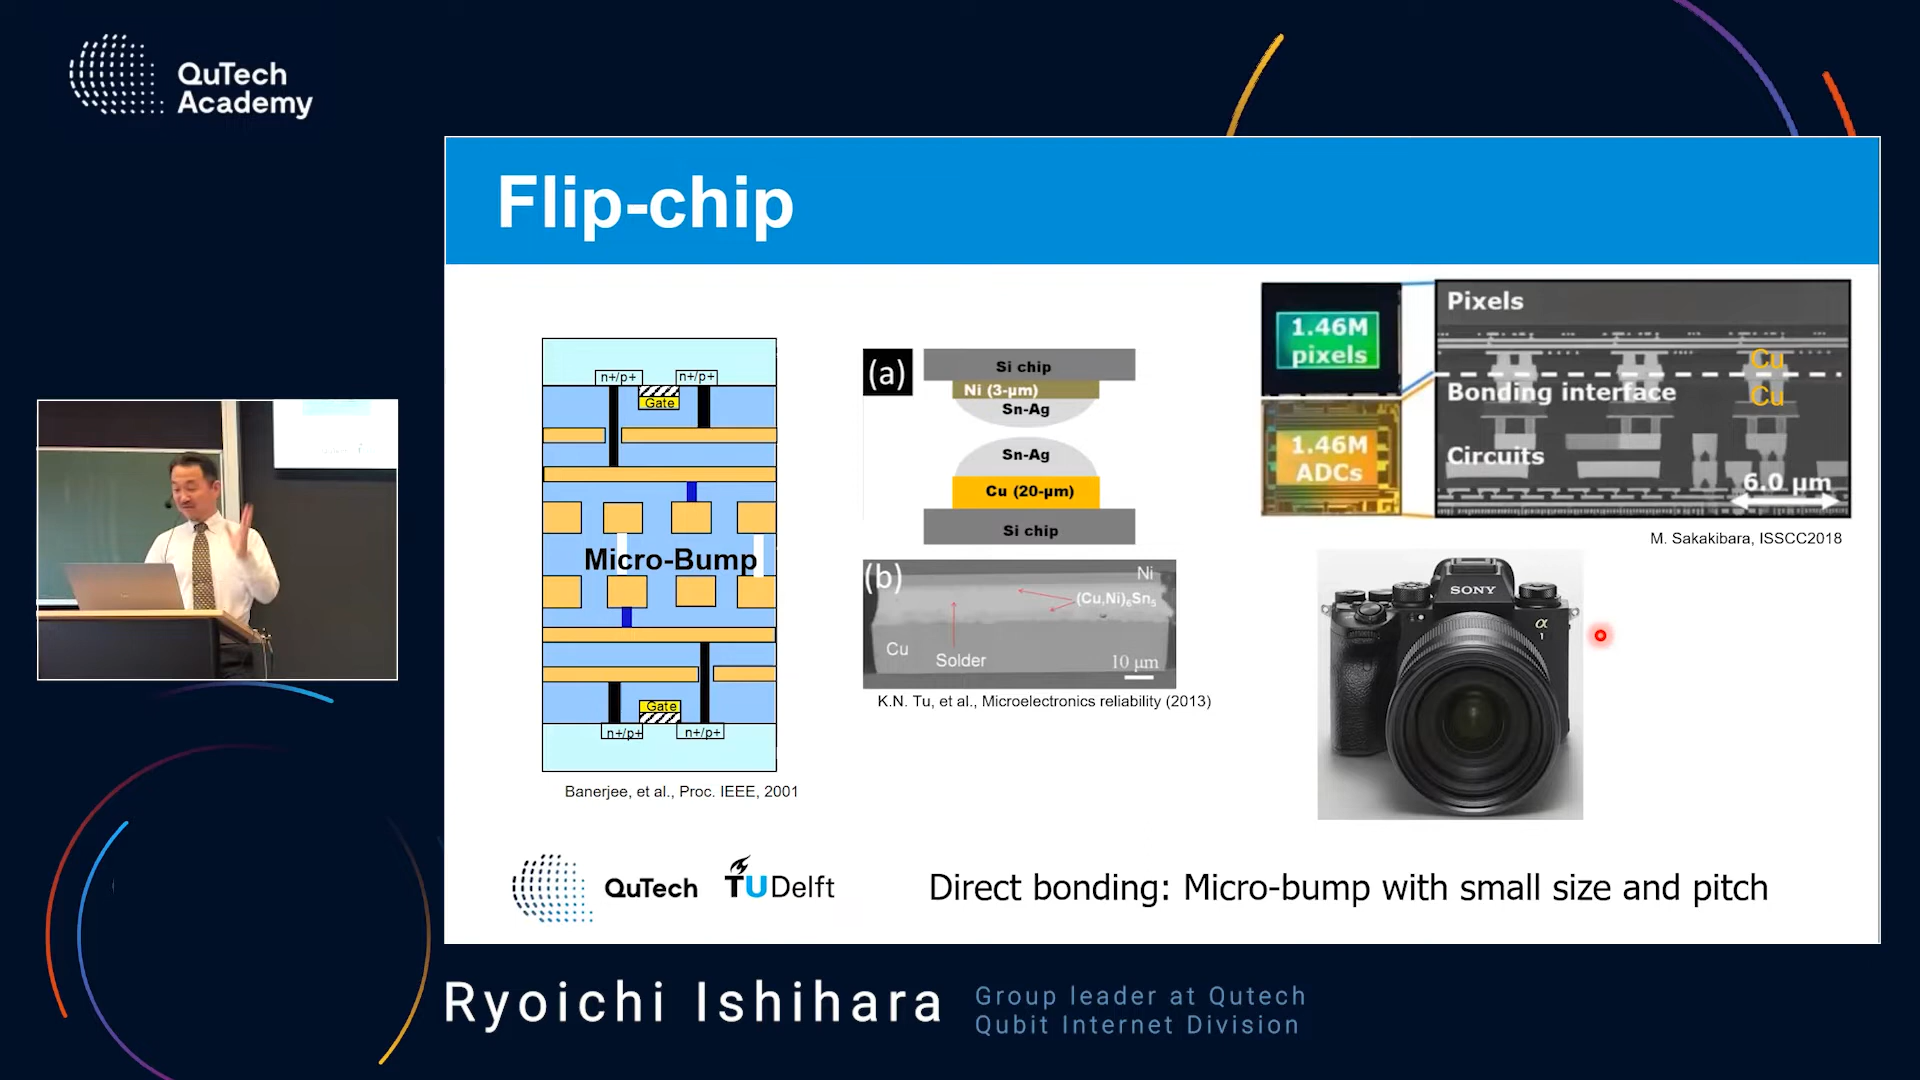 QuTech
Academy
Flip-chip
n+/p+
n+/p+
Gate
Micro-Bump
Gate
n+/p+
n+/p+
Banerjee, et al., Proc. IEEE, 2001
(a)
Si chip
Ni (3-μm)
Sn-Ag
Sn-Ag
Cu (20-μm)
Si chip
(b)
Ni
(Cu,Ni)₆Sn₅
Cu
Solder
10 μm
K.N. Tu, et al., Microelectronics reliability (2013)
1.46M
pixels
1.46M
ADCs
Pixels
Cu
Bonding interface
Cu
Circuits
6.0 μm
M. Sakakibara, ISSCC2018
SONY
α
1
QuTech
TUDelft
Direct bonding: Micro-bump with small size and pitch
Ryoichi Ishihara
Group leader at Qutech
Qubit Internet Division